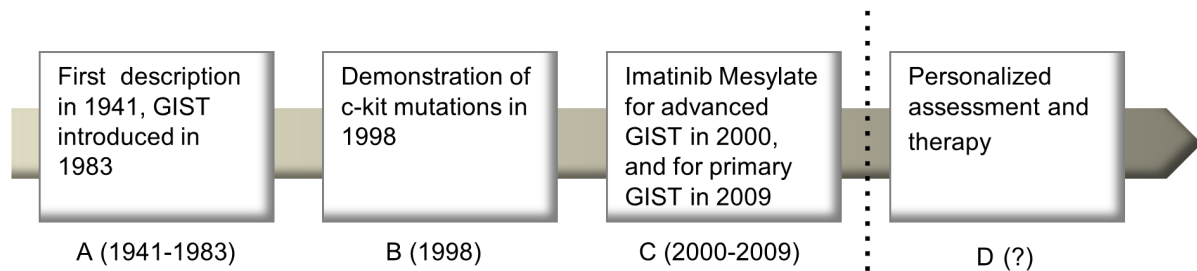 First description
in 1941, GIST
introduced in
1983
A (1941-1983)
Demonstration of
c-kit mutations in
1998
B (1998)
Imatinib Mesylate
for advanced
GIST in 2000,
and for primary
GIST in 2009
C (2000-2009)
Personalized
assessment and
therapy
D (?)